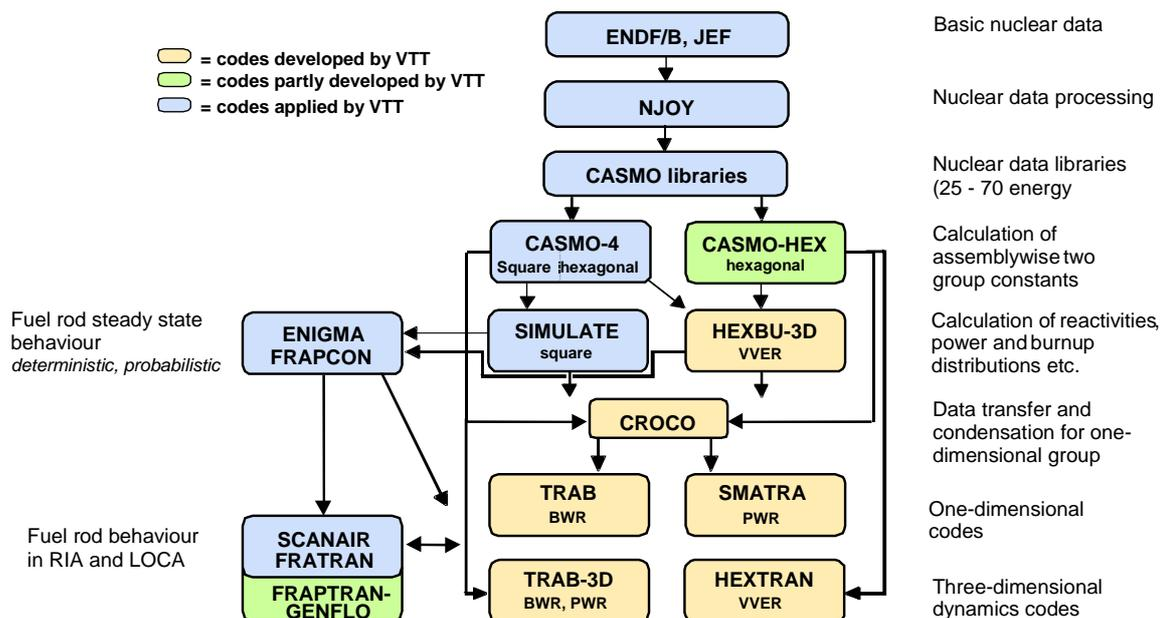 ENDF/B, JEF
Basic nuclear data
= codes developed by VTT
= codes partly developed by VTT
= codes applied by VTT
NJOY
Nuclear data processing
CASMO libraries
Nuclear data libraries
(25 - 70 energy
CASMO-4
Square hexagonal
CASMO-HEX
hexagonal
Calculation of
assemblywise two
group constants
Fuel rod steady state
behaviour
deterministic, probabilistic
ENIGMA
FRAPCON
SIMULATE
square
HEXBU-3D
VVER
Calculation of reactivities,
power and burnup
distributions etc.
CROCO
Data transfer and
condensation for one-
dimensional group
TRAB
BWR
SMATRA
PWR
One-dimensional
codes
Fuel rod behaviour
in RIA and LOCA
SCANAIR
FRATRAN
FRAPTRAN-
GENFLO
TRAB-3D
BWR, PWR
HEXTRAN
VVER
Three-dimensional
dynamics codes